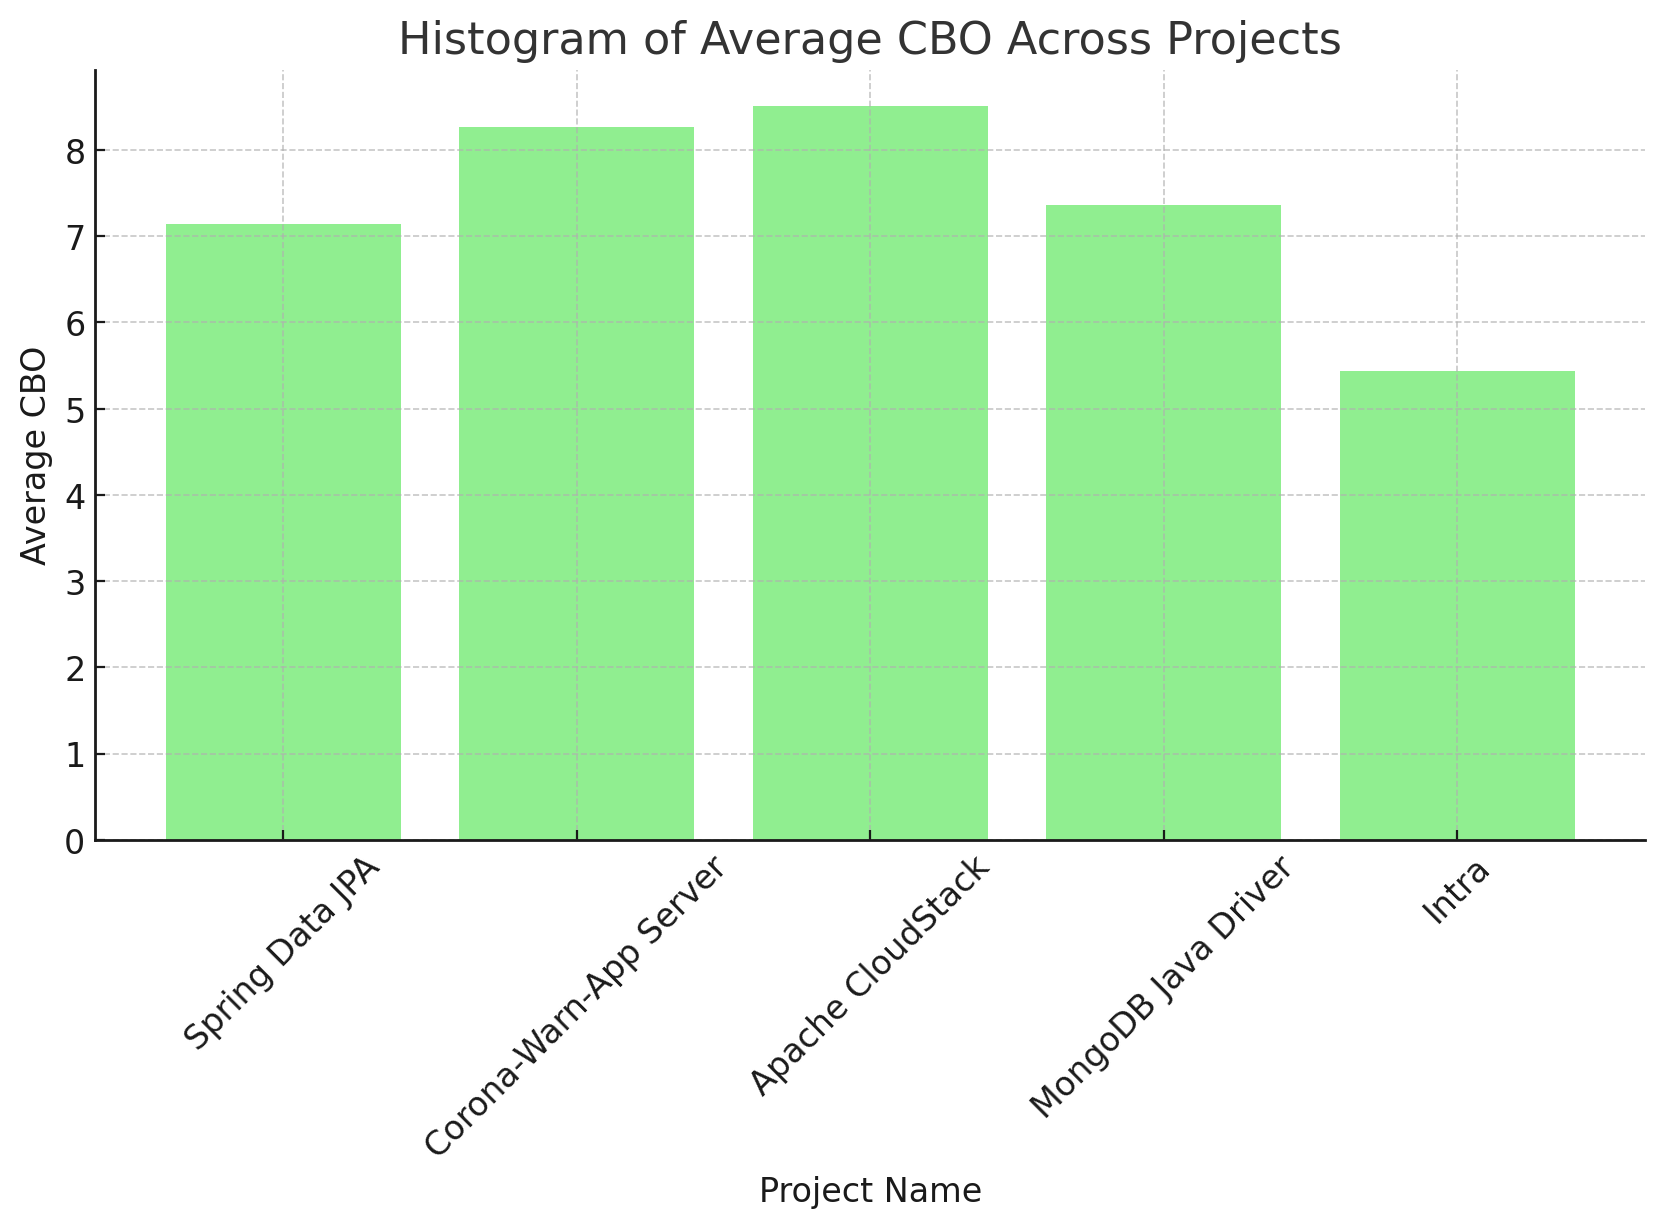 Histogram of Average CBO Across Projects
Average CBO
8
7
6
5
4
3
2
1
0
Spring Data JPA
Corona-Warn-App Server
Apache CloudStack
MongoDB Java Driver
Intra
Project Name